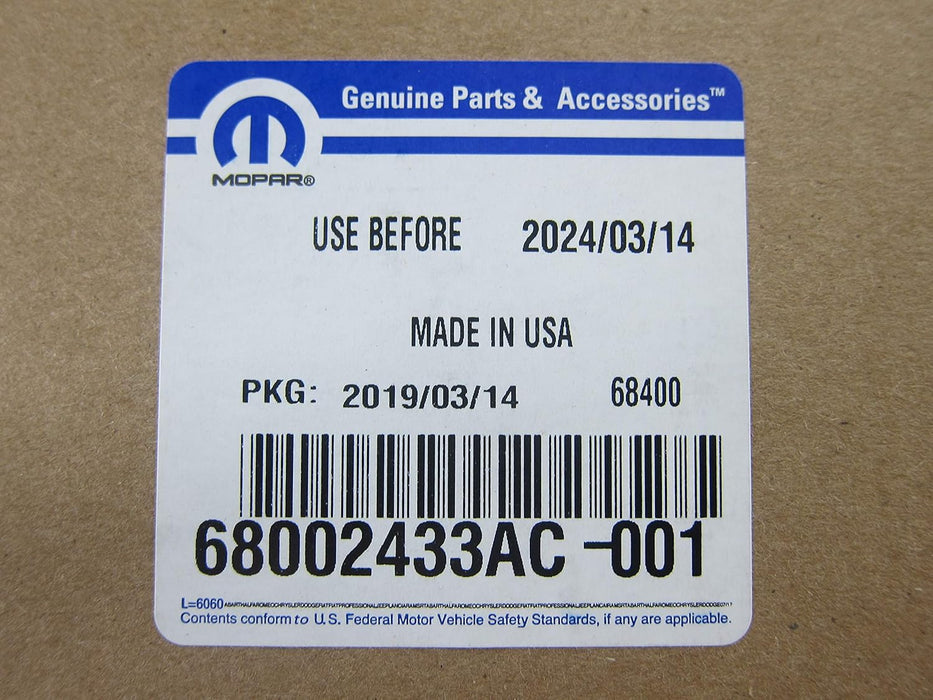 Genuine Parts & Accessories™
MOPAR®
USE BEFORE 2024/03/14
MADE IN USA
PKG: 2019/03/14 68400
68002433AC -001
L=6060
Contents conform to U.S. Federal Motor Vehicle Safety Standards, if any are applicable.